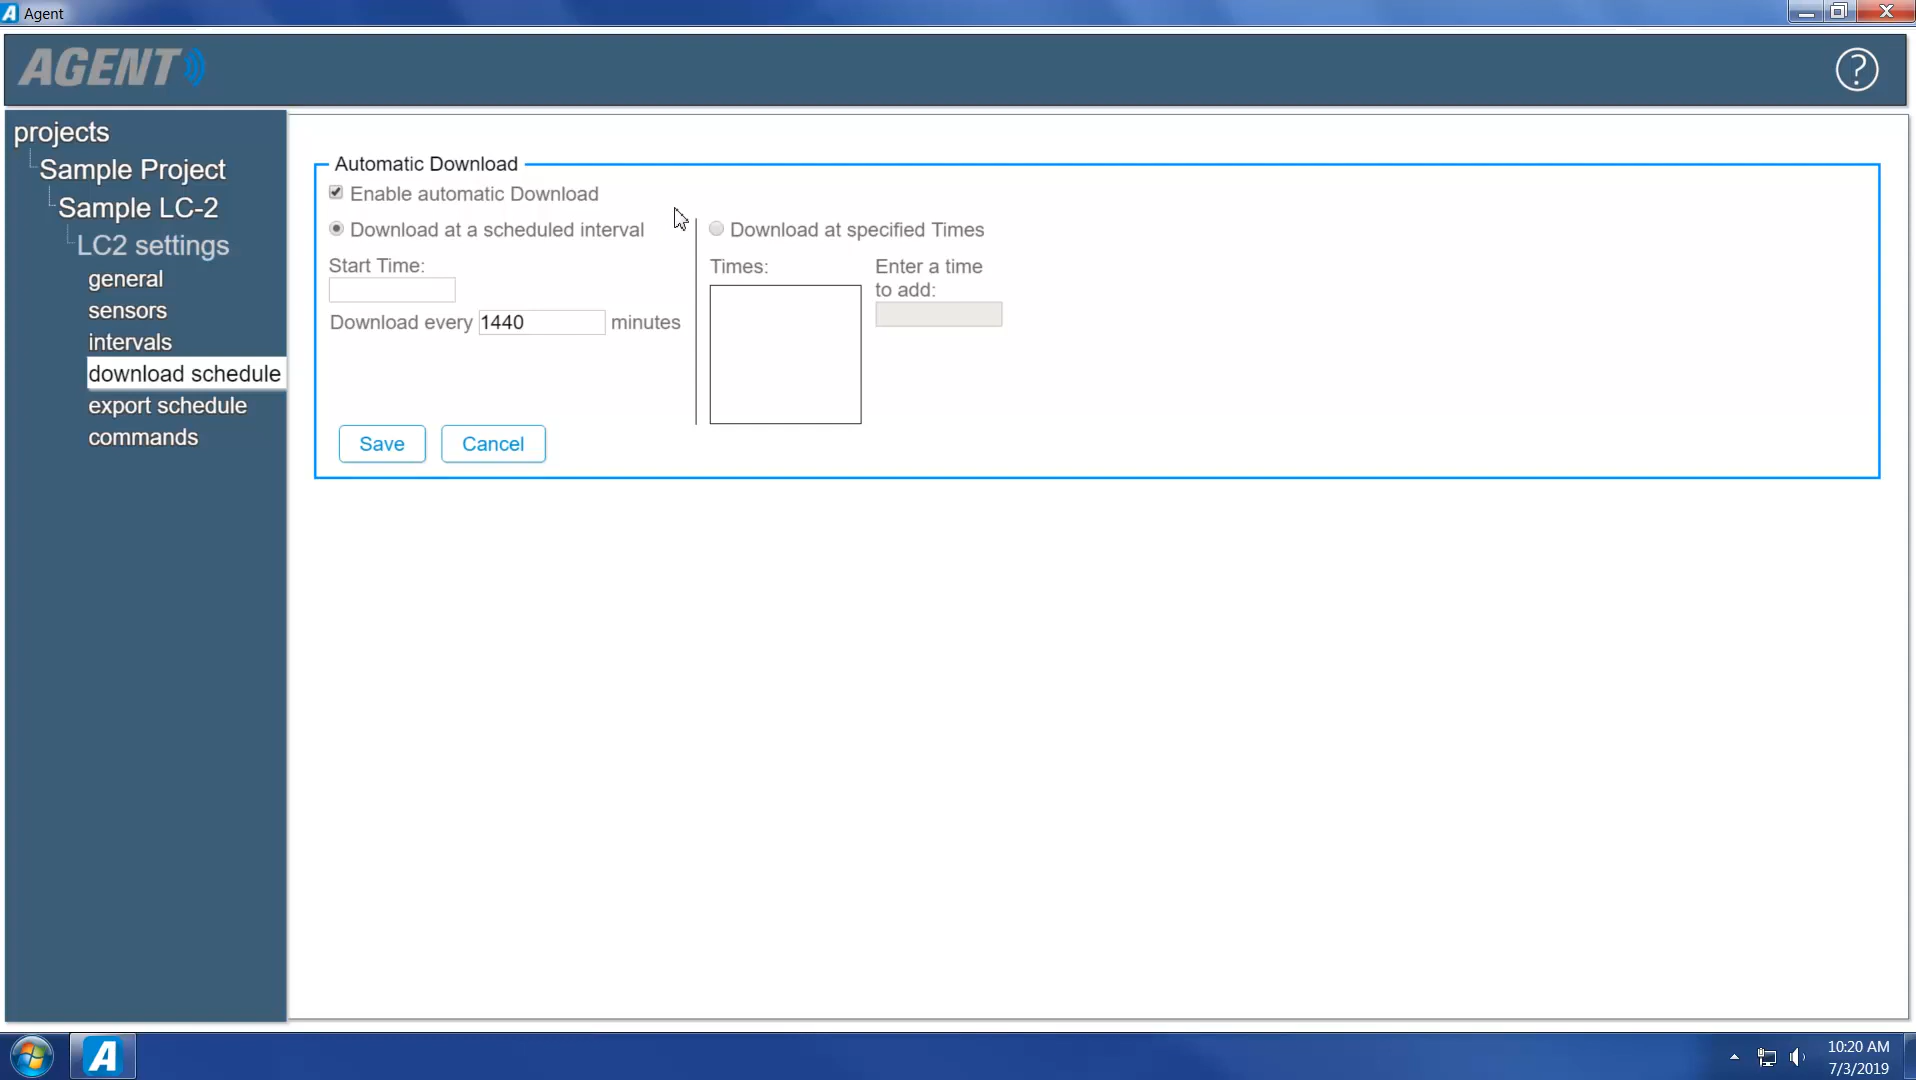 Agent
AGENT
?
projects
Sample Project
Sample LC-2
LC2 settings
general
sensors
intervals
download schedule
export schedule
commands
Automatic Download
Enable automatic Download
Download at a scheduled interval
Start Time:
Download every 1440 minutes
Download at specified Times
Times:
Enter a time
to add:
Save
Cancel
A
10:20 AM
7/3/2019